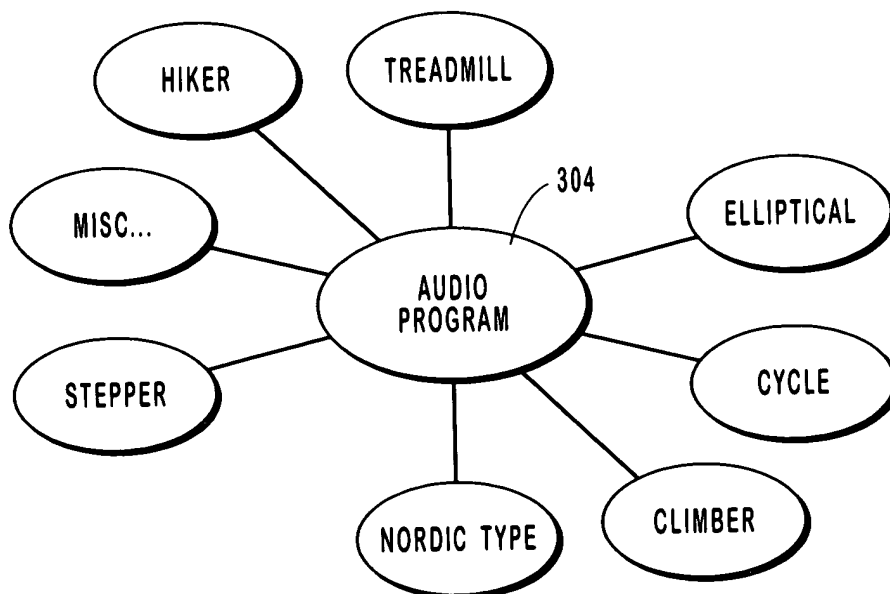 HIKER
TREADMILL
304
MISC...
ELLIPTICAL
AUDIO
PROGRAM
STEPPER
CYCLE
NORDIC TYPE
CLIMBER